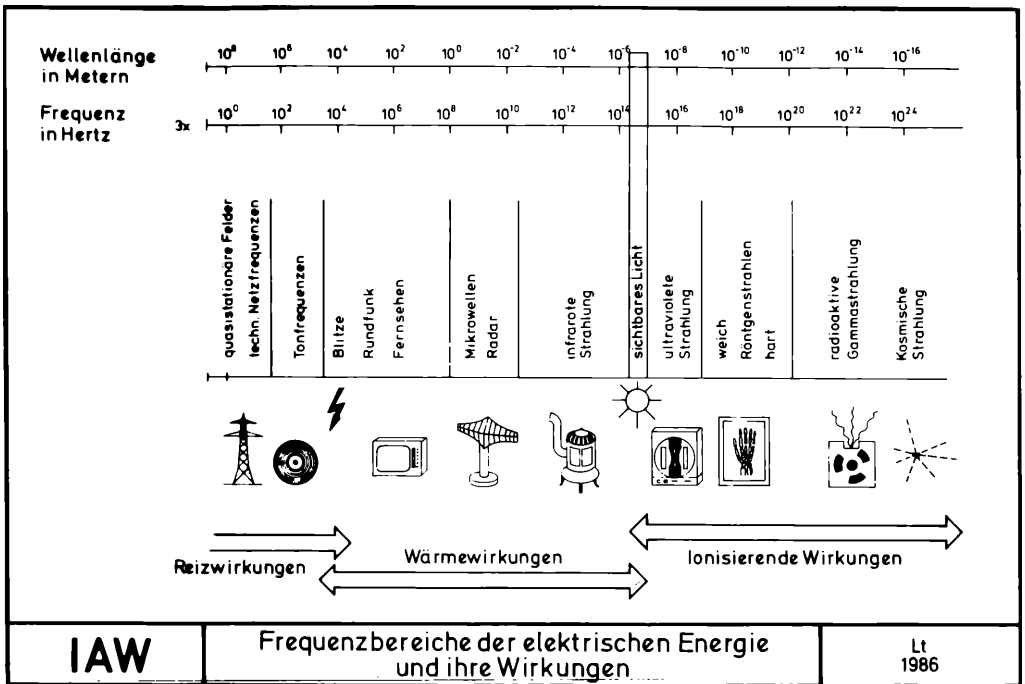 Wellenlänge
in Metern
10⁸ 10⁶ 10⁴ 10² 10⁰ 10⁻² 10⁻⁴ 10⁻⁶ 10⁻⁸ 10⁻¹⁰ 10⁻¹² 10⁻¹⁴ 10⁻¹⁶
Frequenz
in Hertz
3x 10⁰ 10² 10⁴ 10⁶ 10⁸ 10¹⁰ 10¹² 10¹⁴ 10¹⁶ 10¹⁸ 10²⁰ 10²² 10²⁴
quasistationäre Felder
techn. Netzfrequenzen
Tonfrequenzen
Blitze
Rundfunk
Fernsehen
Mikrowellen
Radar
infrarote
Strahlung
sichtbares Licht
ultraviolete
Strahlung
weich
Röntgenstrahlen
hart
radioaktive
Gammastrahlung
Kosmische
Strahlung
Reizwirkungen
Wärmewirkungen
Ionisierende Wirkungen
IAW
Frequenzbereiche der elektrischen Energie
und ihre Wirkungen
Lt
1986